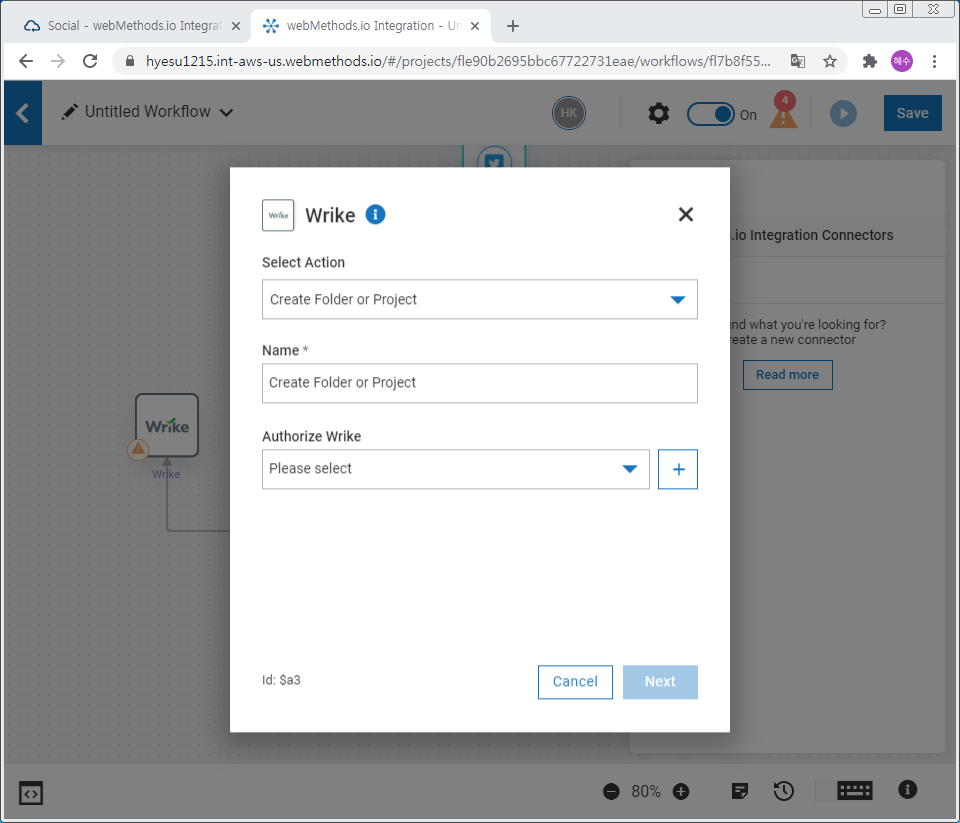 Social - webMethods.io Integrat
webMethods.io Integration - Un
hyesu1215.int-aws-us.webmethods.io/#/projects/fle90b2695bbc67722731eae/workflows/fl7b8f55...
혜수
Untitled Workflow
HK
On
4
Save
Wrike
Wrike
.io Integration Connectors
Select Action
Create Folder or Project
nd what you're looking for?
reate a new connector
Name *
Read more
Create Folder or Project
Wrike
Authorize Wrike
Please select
+
Wrike
Id: $a3
Cancel
Next
80%